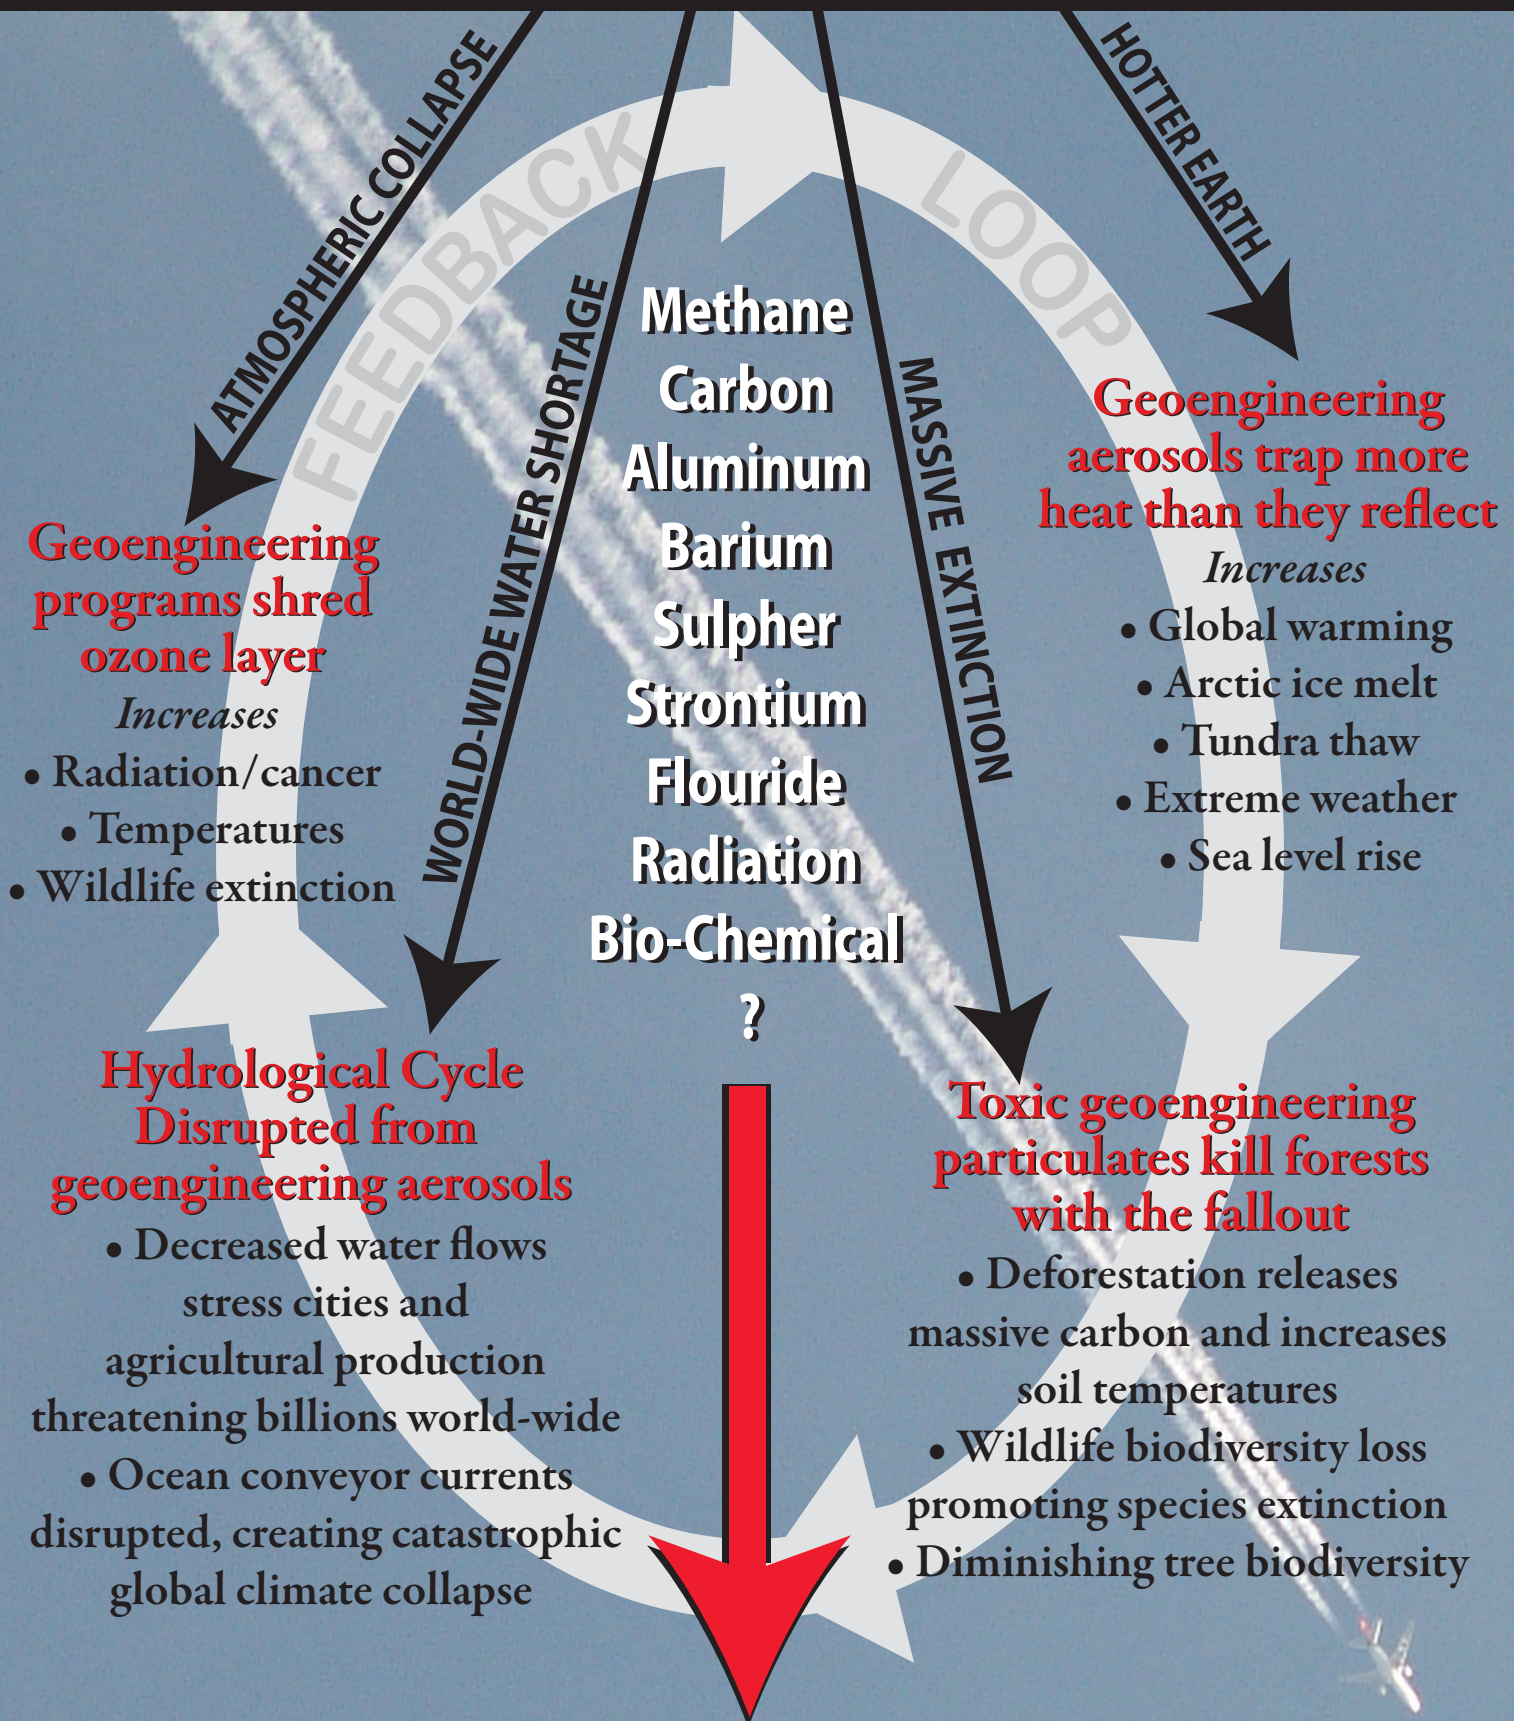 ATMOSPHERIC COLLAPSE
WORLD-WIDE WATER SHORTAGE
MASSIVE EXTINCTION
HOTTER EARTH
FEEDBACK
LOOP
Methane
Carbon
Aluminum
Barium
Sulpher
Strontium
Flouride
Radiation
Bio-Chemical
?
Geoengineering
programs shred
ozone layer
Increases
• Radiation/cancer
• Temperatures
• Wildlife extinction
Geoengineering
aerosols trap more
heat than they reflect
Increases
• Global warming
• Arctic ice melt
• Tundra thaw
• Extreme weather
• Sea level rise
Hydrological Cycle
Disrupted from
geoengineering aerosols
• Decreased water flows
stress cities and
agricultural production
threatening billions world-wide
• Ocean conveyor currents
disrupted, creating catastrophic
global climate collapse
Toxic geoengineering
particulates kill forests
with the fallout
• Deforestation releases
massive carbon and increases
soil temperatures
• Wildlife biodiversity loss
promoting species extinction
• Diminishing tree biodiversity